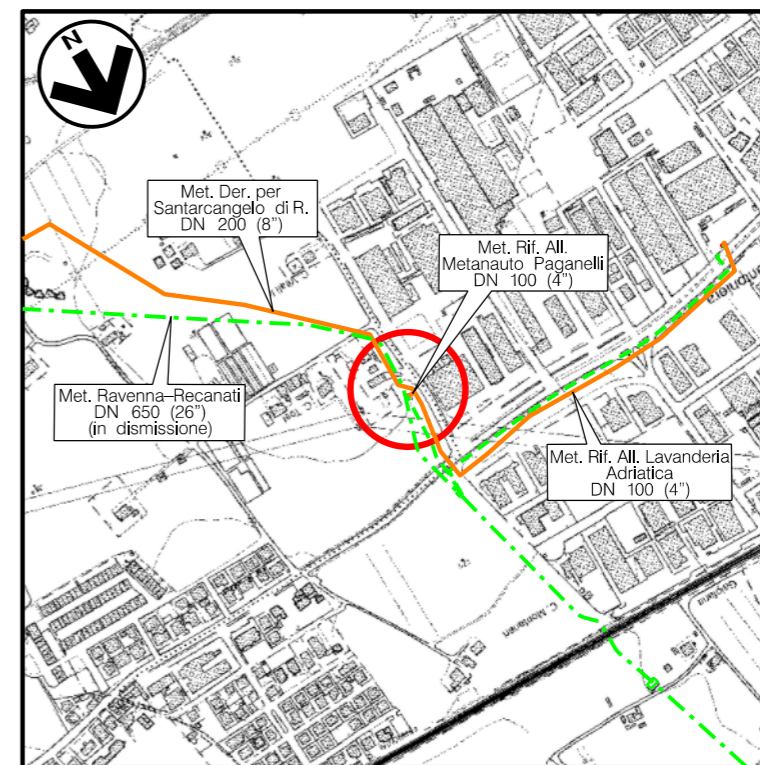 N
Met. Der. per
Santarcangelo di R.
DN 200 (8")
Met. Rif. All.
Metanauto Paganelli
DN 100 (4")
Met. Ravenna–Recanati
DN 650 (26")
(in dismissione)
Met. Rif. All. Lavanderia
Adriatica
DN 100 (4")